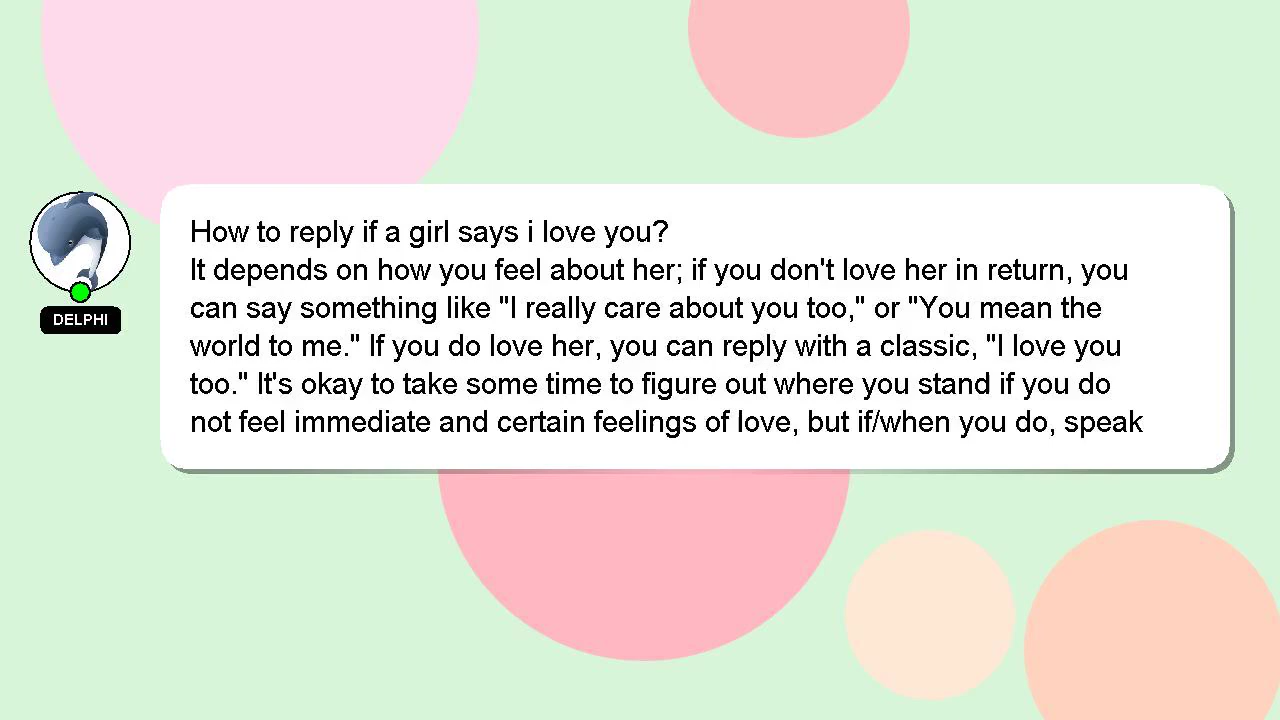 How to reply if a girl says i love you?
It depends on how you feel about her; if you don't love her in return, you
can say something like "I really care about you too," or "You mean the
world to me." If you do love her, you can reply with a classic, "I love you
too." It's okay to take some time to figure out where you stand if you do
not feel immediate and certain feelings of love, but if/when you do, speak
DELPHI